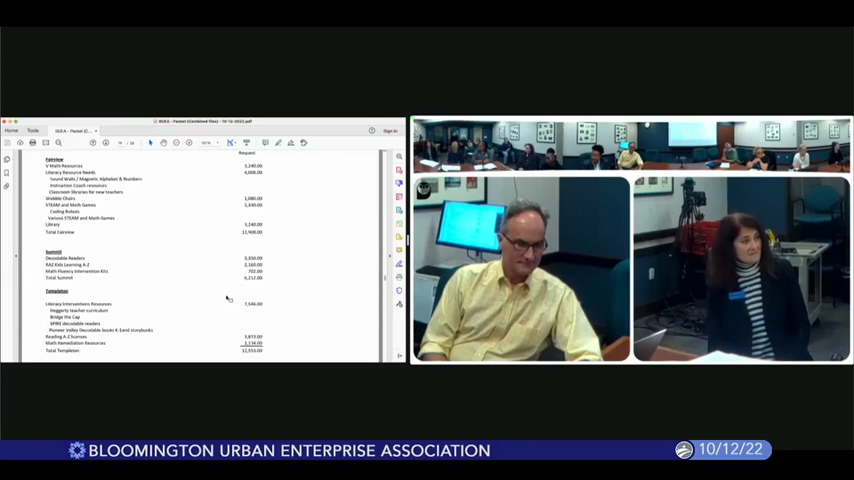 BUEA - Packet (Combined Files) - 10-12-2022.pdf
Home Tools BUEA - Packet (C... × Sign In
Request
Fairview
V Math Resources 3,240.00
Literacy Resource Needs 4,008.00
Sound Walls / Magnetic Alphabet & Numbers
Instruction Coach resources
Classroom libraries for new teachers
Wobble Chairs 1,080.00
STEAM and Math Games 2,340.00
Coding Robots
Various STEAM and Math Games
Library 3,240.00
Total Fairview 13,908.00
Summit
Decodable Readers 3,350.00
RAZ Kids Learning A-Z 2,160.00
Math Fluency Intervention Kits 702.00
Total Summit 6,212.00
Templeton
Literacy Interventions Resources 7,546.00
Heggerty teacher curriculum
Bridge the Gap
SPIRE decodable readers
Pioneer Valley Decodable books K-1and storybooks
Reading A-Z licenses 3,873.00
Math Remediation Resources 1,134.00
Total Templeton 12,553.00
BLOOMINGTON URBAN ENTERPRISE ASSOCIATION
10/12/22